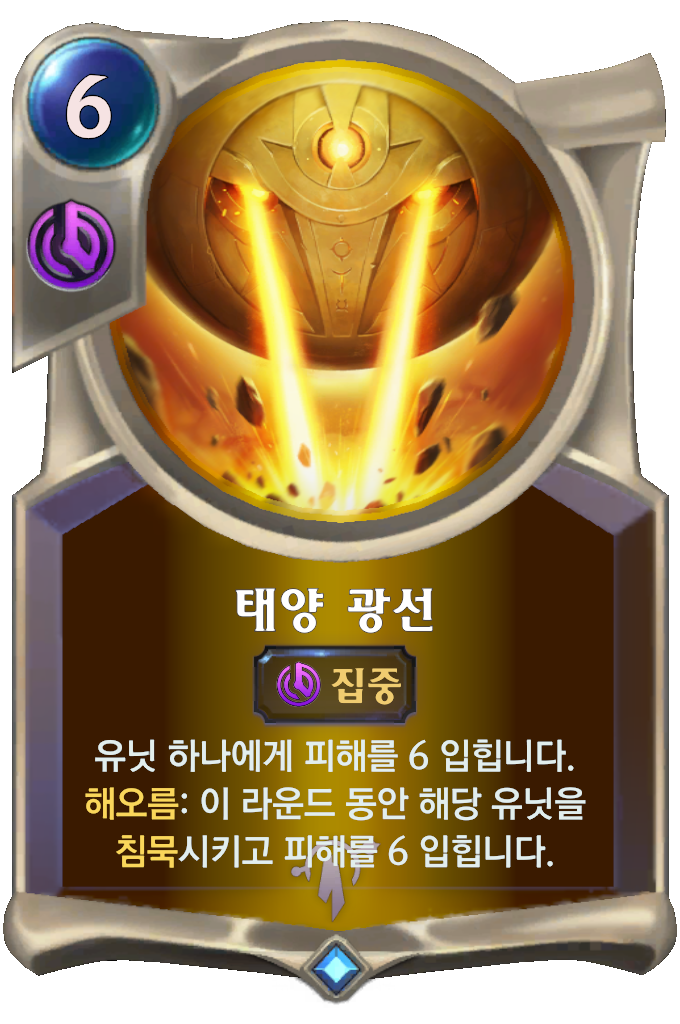 6
태양 광선
집중
유닛 하나에게 피해를 6 입힙니다.
해오름: 이 라운드 동안 해당 유닛을
침묵시키고 피해를 6 입힙니다.